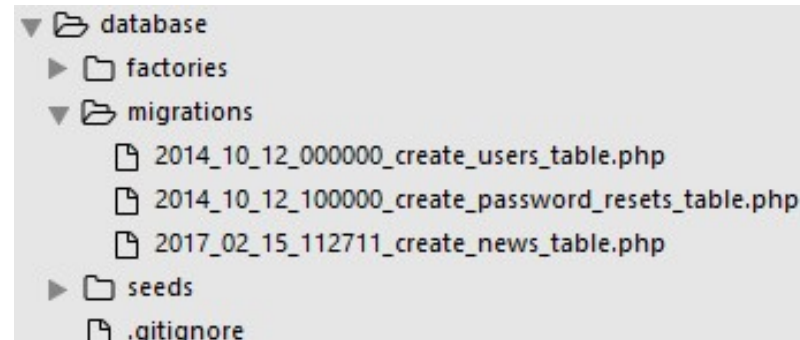 database
factories
migrations
2014_10_12_000000_create_users_table.php
2014_10_12_100000_create_password_resets_table.php
2017_02_15_112711_create_news_table.php
seeds
.gitignore